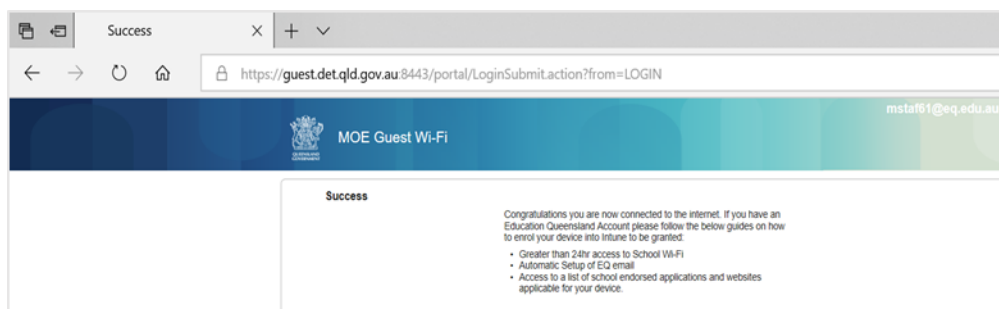 Success
https://guest.det.qld.gov.au:8443/portal/LoginSubmit.action?from=LOGIN
mstaf61@eq.edu.au
MOE Guest Wi-Fi
QUEENSLAND
GOVERNMENT
Success
Congratulations you are now connected to the internet. If you have an
Education Queensland Account please follow the below guides on how
to enrol your device into Intune to be granted:
• Greater than 24hr access to School Wi-Fi
• Automatic Setup of EQ email
• Access to a list of school endorsed applications and websites
applicable for your device.